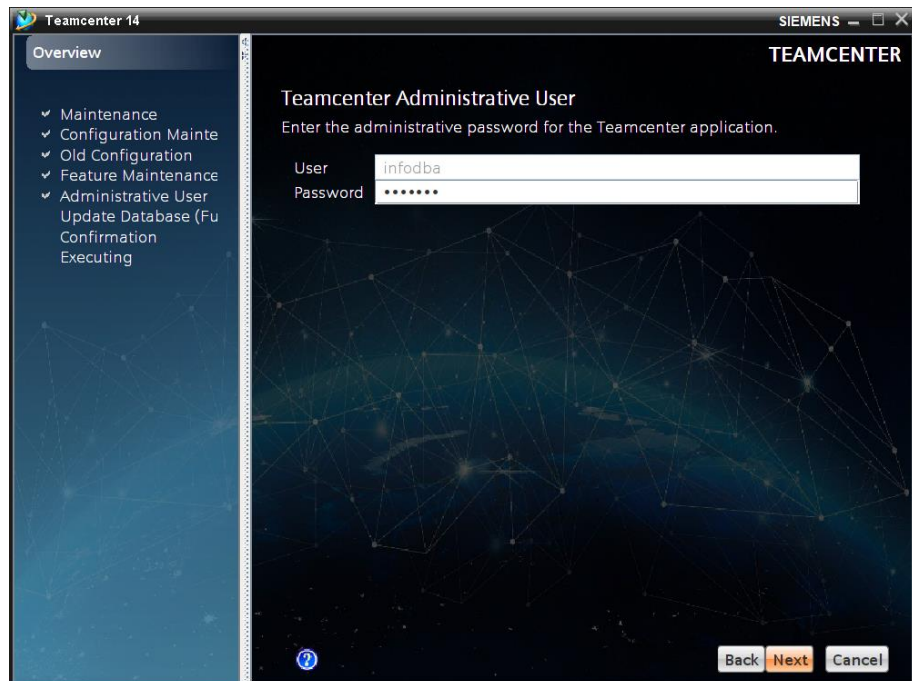 Teamcenter 14
SIEMENS
Overview
TEAMCENTER
Maintenance
Configuration Mainte
Old Configuration
Feature Maintenance
Administrative User
Update Database (Fu
Confirmation
Executing
Teamcenter Administrative User
Enter the administrative password for the Teamcenter application.
User infodba
Password •••••••
?
Back Next Cancel